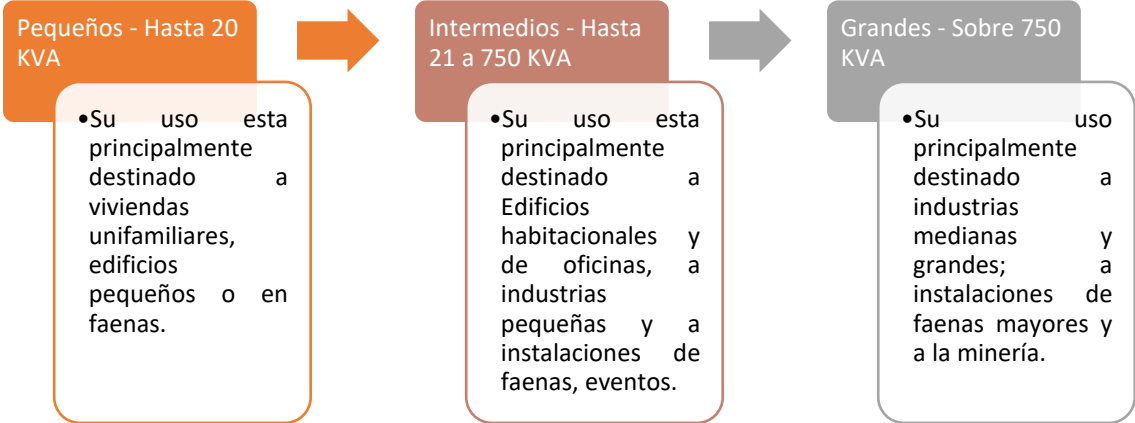 Pequeños - Hasta 20
KVA
•Su uso esta
principalmente
destinado a
viviendas
unifamiliares,
edificios
pequeños o en
faenas.
Intermedios - Hasta
21 a 750 KVA
•Su uso esta
principalmente
destinado a
Edificios
habitacionales y
de oficinas, a
industrias
pequeñas y a
instalaciones de
faenas, eventos.
Grandes - Sobre 750
KVA
•Su uso
principalmente
destinado a
industrias
medianas y
grandes; a
instalaciones de
faenas mayores y
a la minería.